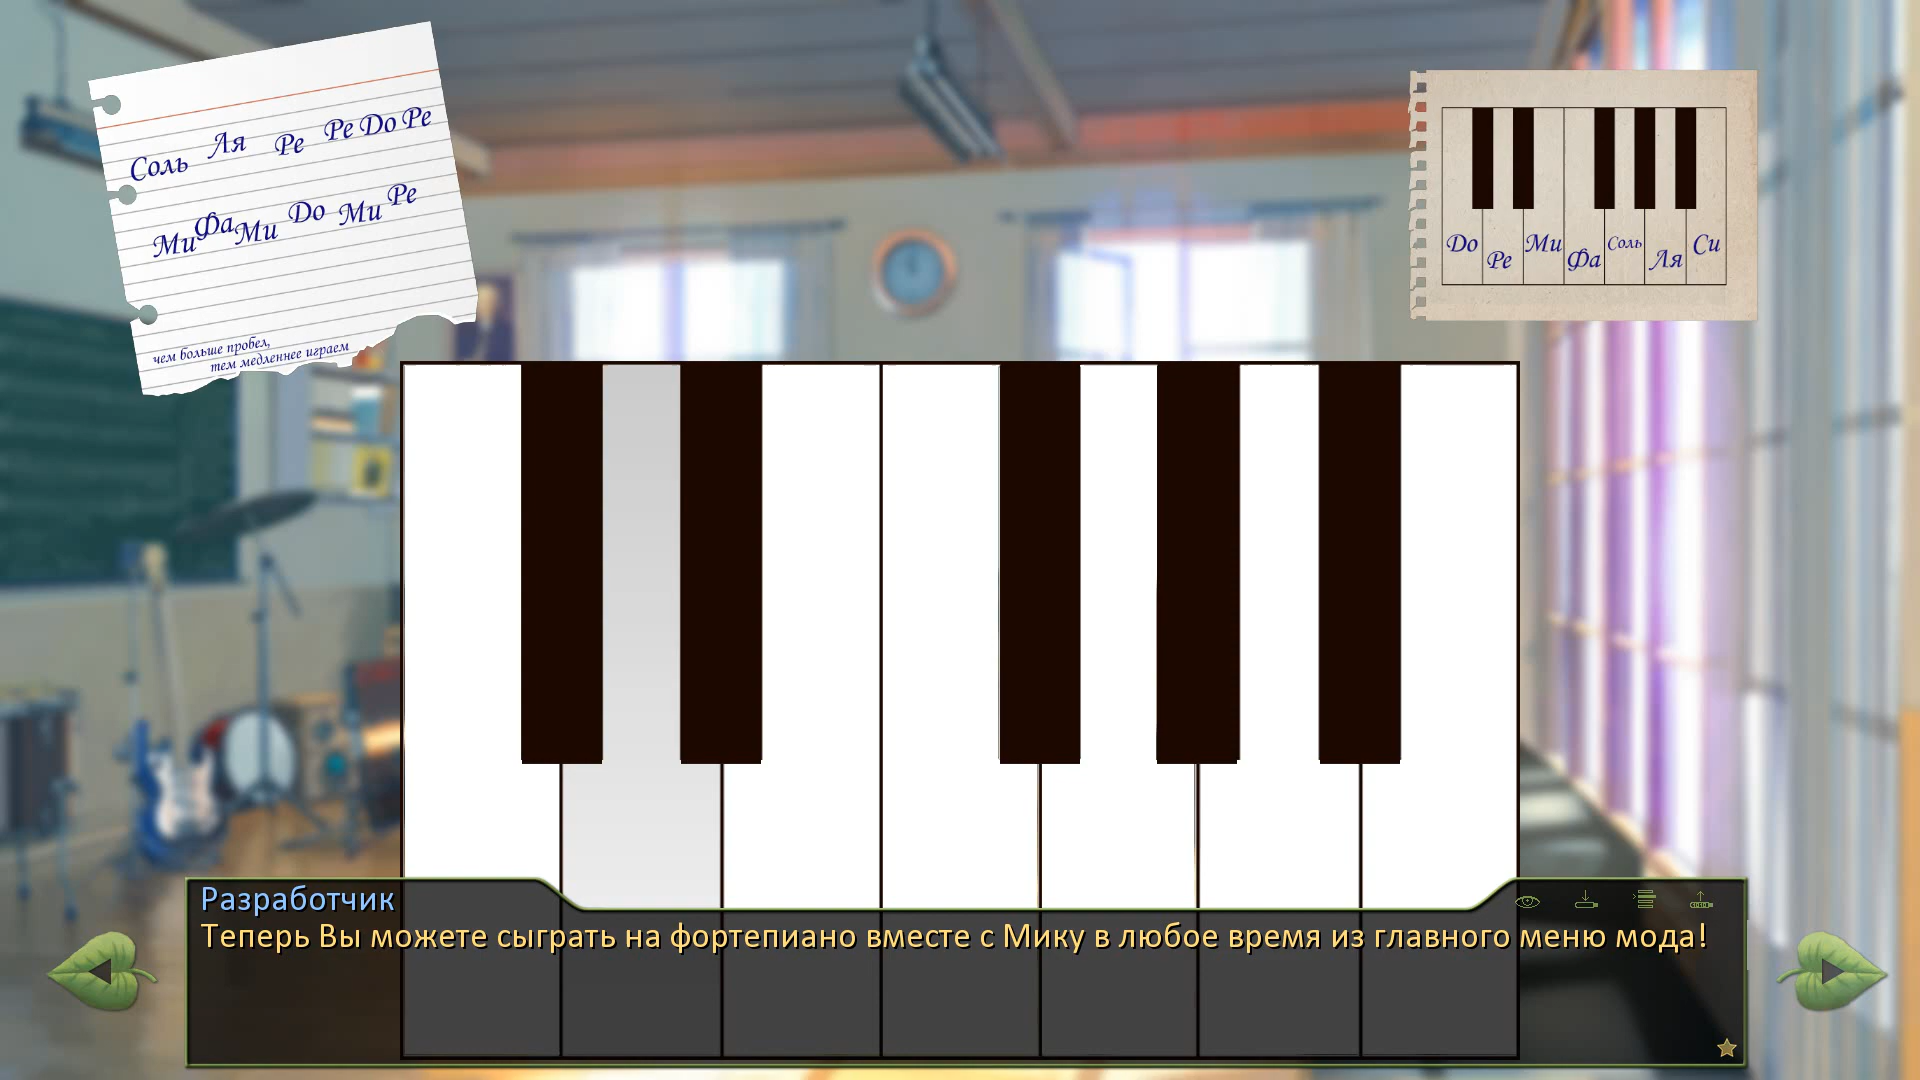 Соль Ля Ре Ре До Ре
Ми Фа Ми До Ми Ре
чем больше пробел,
тем медленнее играем
До Ре Ми Фа Соль Ля Си
Разработчик
Теперь Вы можете сыграть на фортепиано вместе с Мику в любое время из главного меню мода!